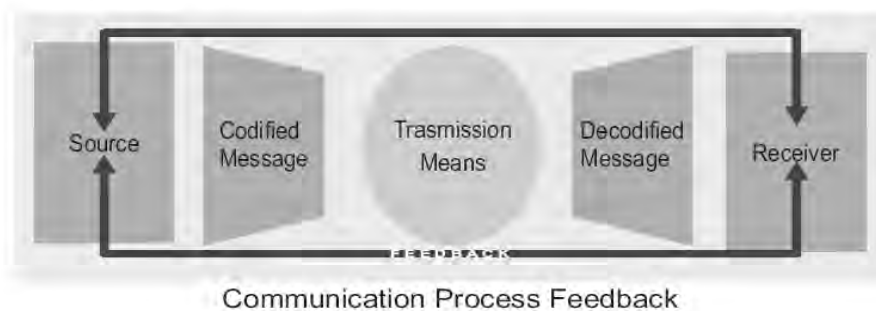 Source
Codified
Message
Trasmission
Means
Decodified
Message
Receiver
FEEDBACK
Communication Process Feedback